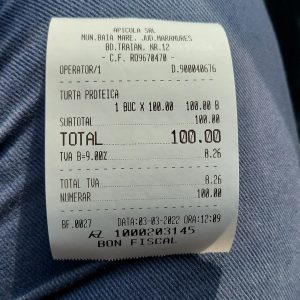 APICOLA SRL
MUN.BAIA MARE, JUD.MARAMURES
BD.TRAIAN, NR.12
- C.F. RO9670470 -
OPERATOR/1 D.900040676
TURTA PROTEICA
1 BUC X 100.00 100.00 B
SUBTOTAL 100.00
TOTAL 100.00
TVA B=9.00% 8.26
TOTAL TVA 8.26
NUMERAR 100.00
BF.0027 DATA:03-03-2022 ORA:12:09
1000203145
BON FISCAL